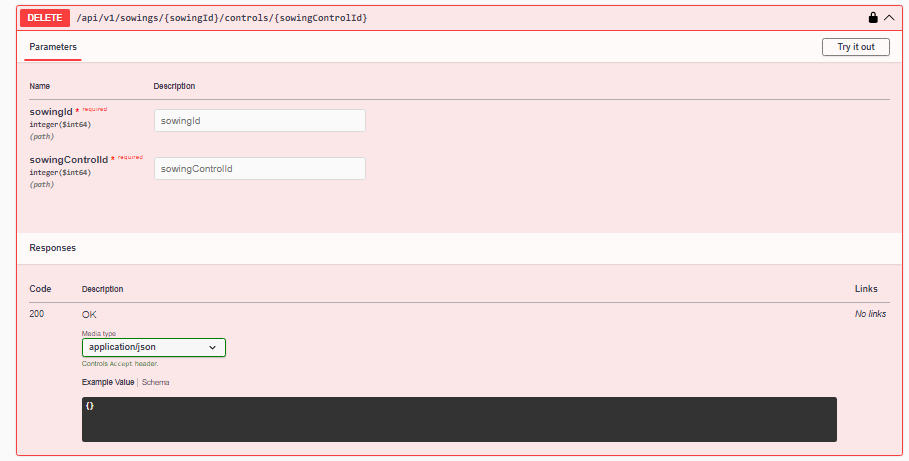 DELETE /api/v1/sowings/{sowingId}/controls/{sowingControlId}
Parameters Try it out
Name Description
sowingId * required
integer($int64)
(path)
sowingId
sowingControlId * required
integer($int64)
(path)
sowingControlId
Responses
Code Description Links
200 OK No links
Media type
application/json
Controls Accept header.
Example Value | Schema
{}